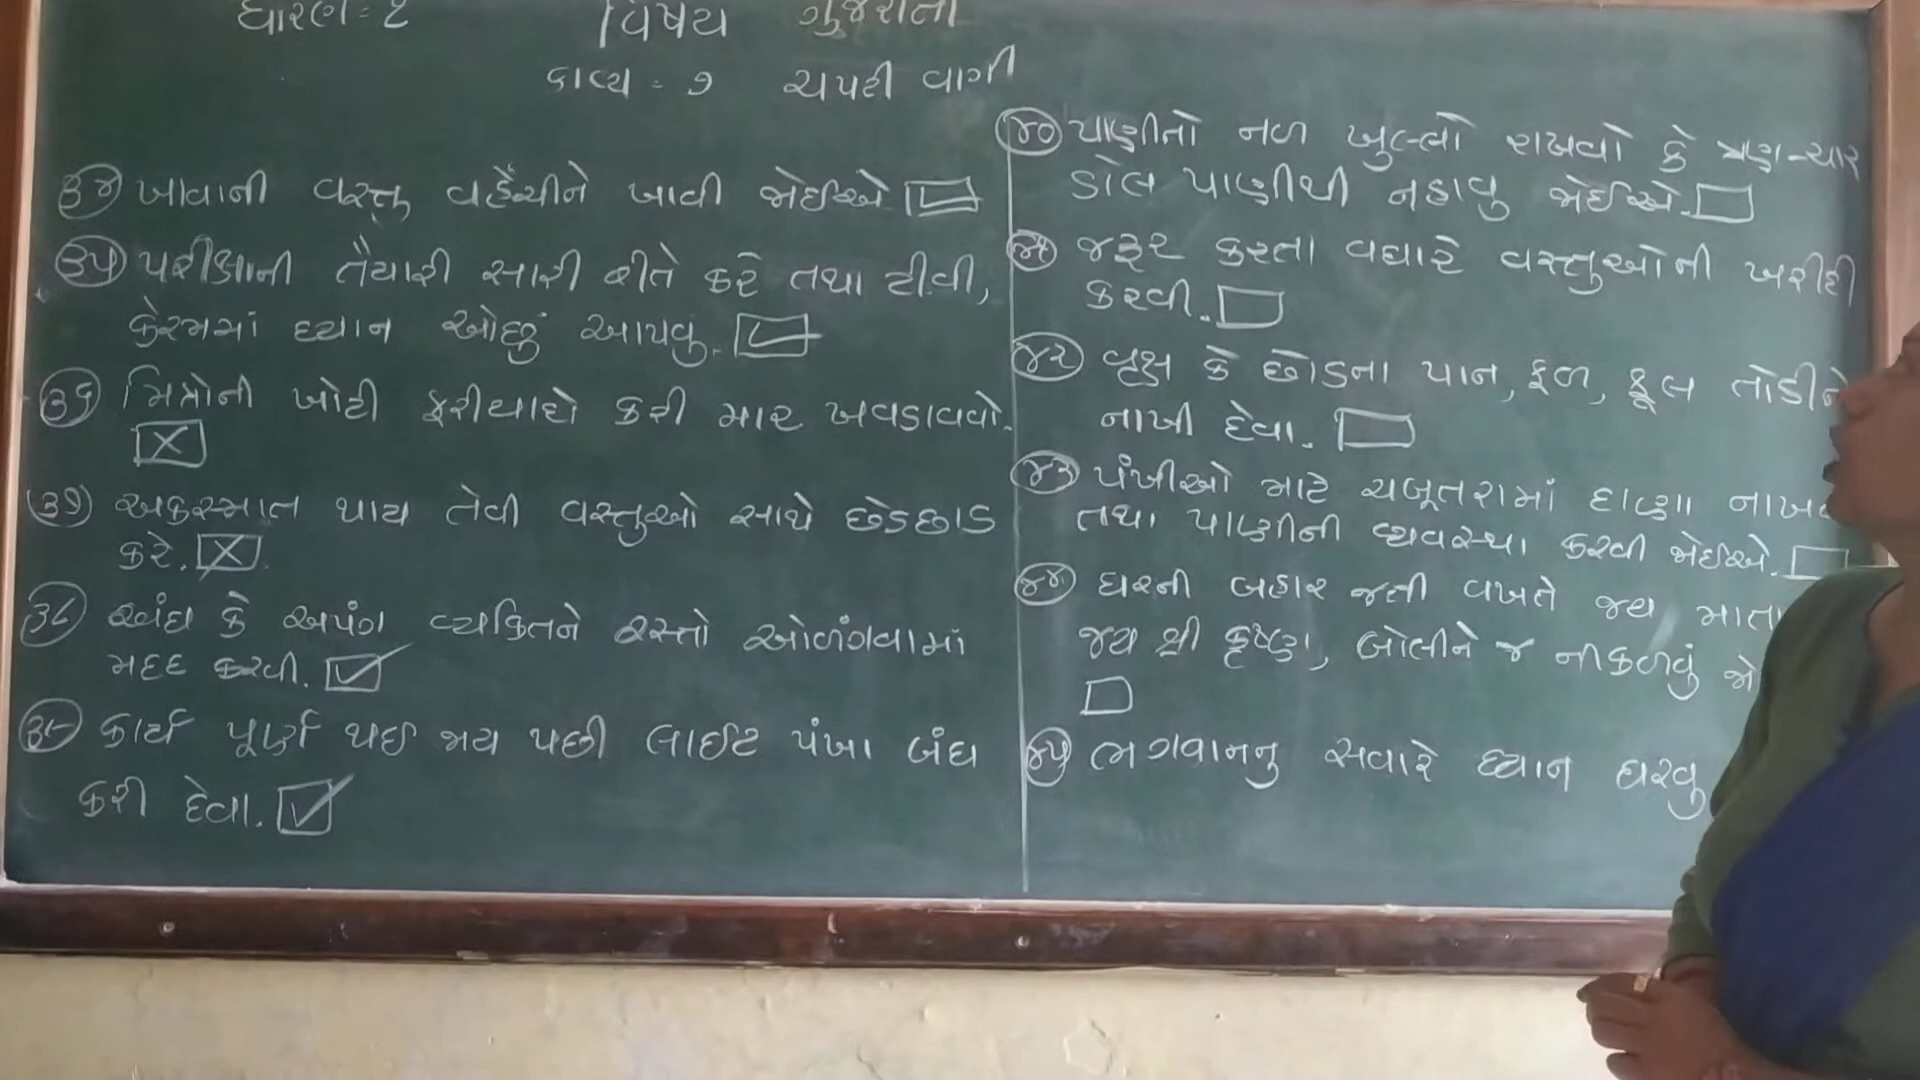 ધોરણ = ૨ વિષય ગુજરાતી
કાવ્ય = ૭ ચપટી વાગી
૩૪ ખાવાની વસ્તુ વહેંચીને ખાવી જોઈએ
૩૫ પરીક્ષાની તૈયારી સારી રીતે કરે તથા ટી.વી,
કેરમમાં ધ્યાન ઓછું આપવું.
૩૬ મિત્રોની ખોટી ફરીયાદો કરી માર ખવડાવવો.
૩૭ અકસ્માત થાય તેવી વસ્તુઓ સાથે છેડછાડ
કરે.
૩૮ અંધ કે અપંગ વ્યક્તિને રસ્તો ઓળંગવામાં
મદદ કરવી.
૩૯ કાર્ય પૂર્ણ થઈ જાય પછી લાઈટ પંખા બંધ
કરી દેવા.
૪૦ પાણીનો નળ ખુલ્લો રાખવો કે ત્રણ-ચાર
ડોલ પાણીથી નહાવુ જોઈએ.
૪૧ જરૂર કરતા વધારે વસ્તુઓની ખરીદી
કરવી.
૪૨ વૃક્ષ કે છોડના પાન, ફળ, ફૂલ તોડીને
નાખી દેવા.
૪૩ પંખીઓ માટે ચબૂતરામાં દાણા
તથા પાણીની વ્યવસ્થા કરવી જોઈએ.
૪૪ ઘરની બહાર જતી વખતે જય
જય શ્રી કૃષ્ણ, બોલીને જ નીકળવું
૪૫ ભગવાનનુ સવારે ધ્યાન ધરવુ